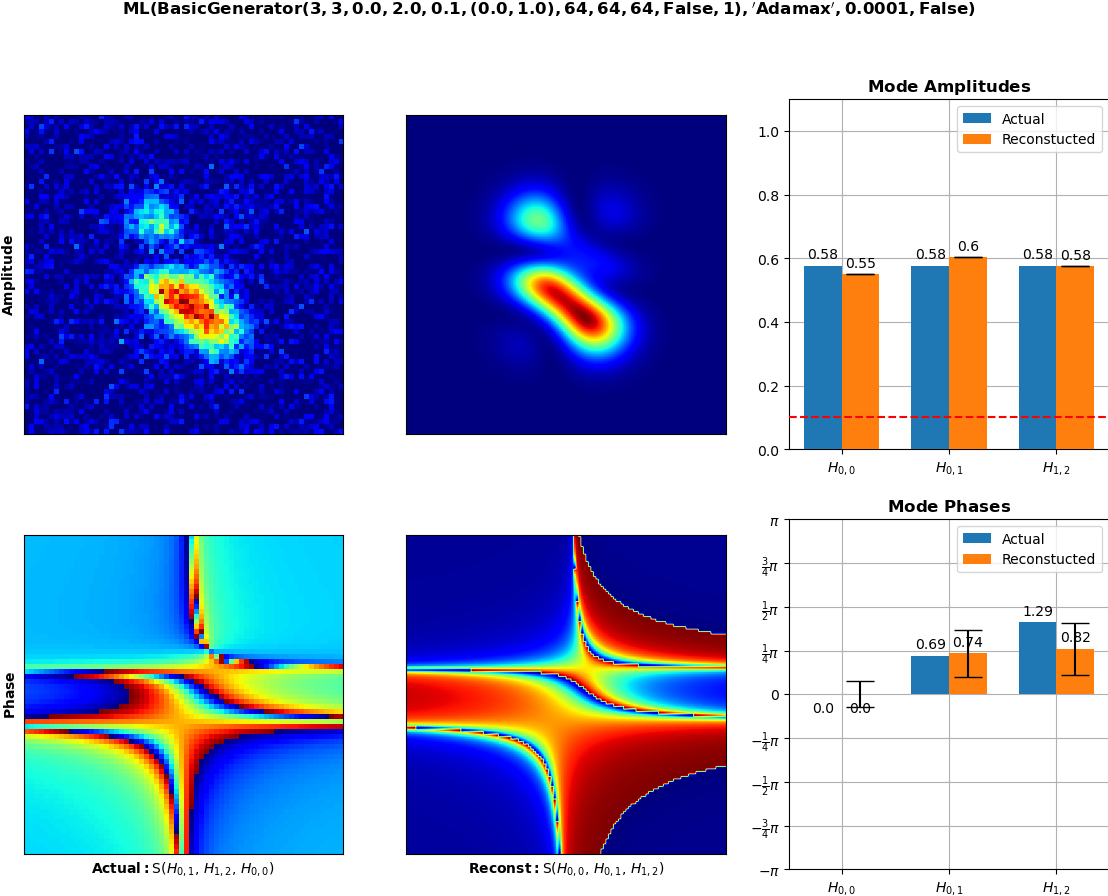 ML(BasicGenerator(3, 3, 0.0, 2.0, 0.1, (0.0, 1.0), 64, 64, 64, False, 1), ′Adamax′, 0.0001, False)
Amplitude
Mode Amplitudes
Actual
Reconstucted
1.0
0.8
0.6
0.4
0.2
0.0
0.58
0.55
0.58
0.6
0.58
0.58
H0,0
H0,1
H1,2
Phase
Actual: S(H0,1, H1,2, H0,0)
Reconst: S(H0,0, H0,1, H1,2)
Mode Phases
Actual
Reconstucted
π
3/4π
1/2π
1/4π
0
−1/4π
−1/2π
−3/4π
−π
0.0
0.0
0.69
0.74
1.29
0.82
H0,0
H0,1
H1,2